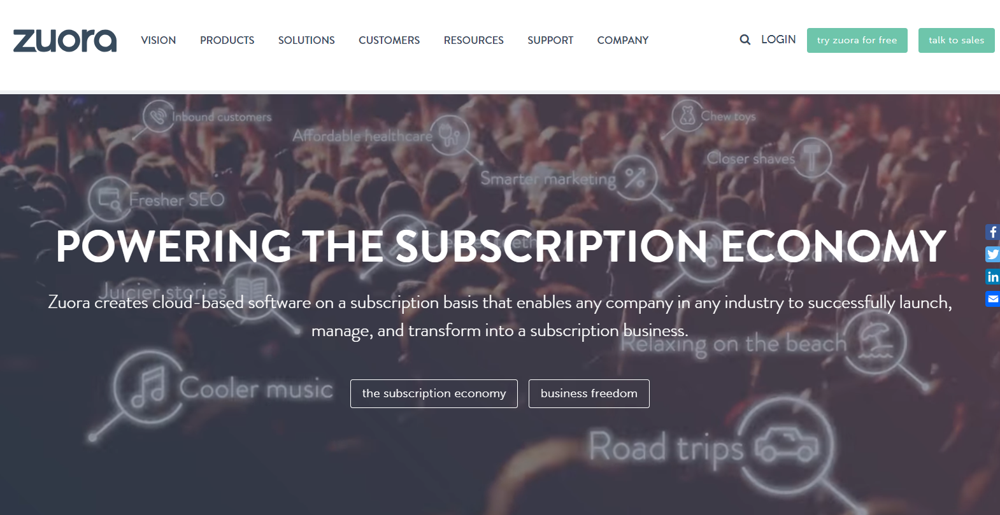 zuora
VISION PRODUCTS SOLUTIONS CUSTOMERS RESOURCES SUPPORT COMPANY
LOGIN
try zuora for free
talk to sales
Inbound customers
Chew toys
Affordable healthcare
Closer shaves
Smarter marketing
Fresher SEO
POWERING THE SUBSCRIPTION ECONOMY
Juicier stories
Zuora creates cloud-based software on a subscription basis that enables any company in any industry to successfully launch,
manage, and transform into a subscription business.
Relaxing on the beach
Cooler music
the subscription economy
business freedom
Road trips